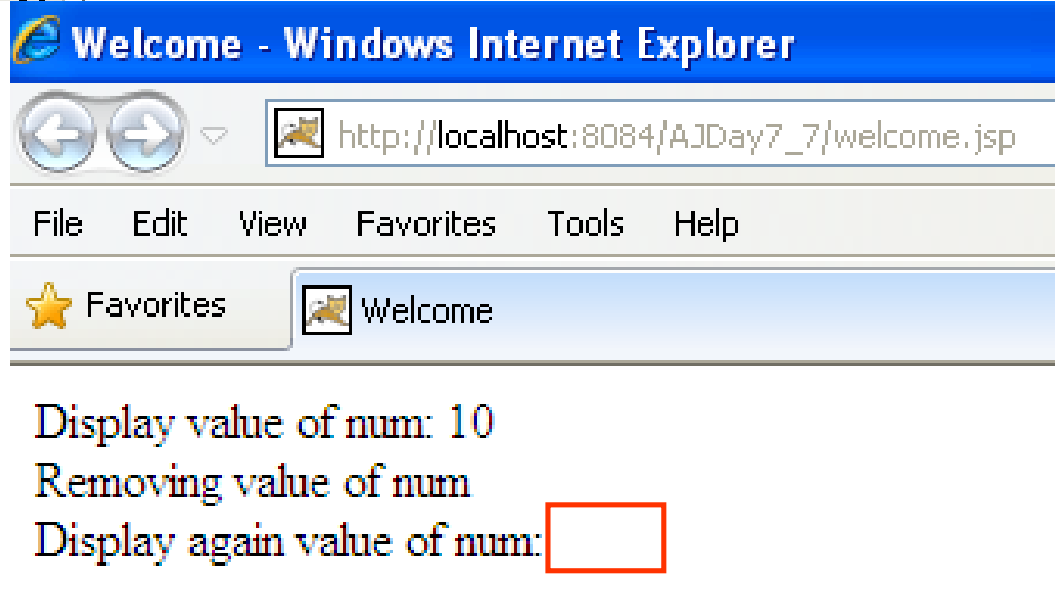 Welcome - Windows Internet Explorer
http://localhost:8084/AJDay7_7/welcome.jsp
File Edit View Favorites Tools Help
Favorites Welcome
Display value of num: 10
Removing value of num
Display again value of num: